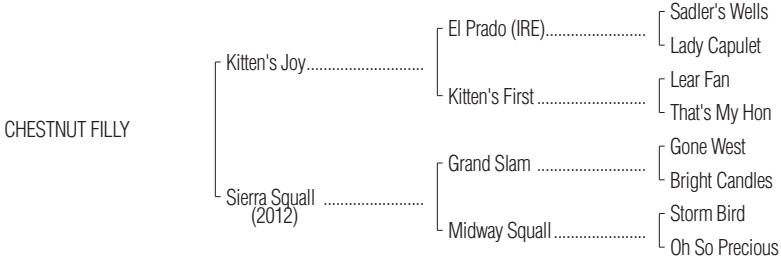 Sadler's Wells
El Prado (IRE)........................
Lady Capulet
Kitten's Joy...........................
Lear Fan
Kitten's First ..........................
That's My Hon
CHESTNUT FILLY
Gone West
Grand Slam ..........................
Bright Candles
Sierra Squall .......................
(2012)
Storm Bird
Midway Squall......................
Oh So Precious